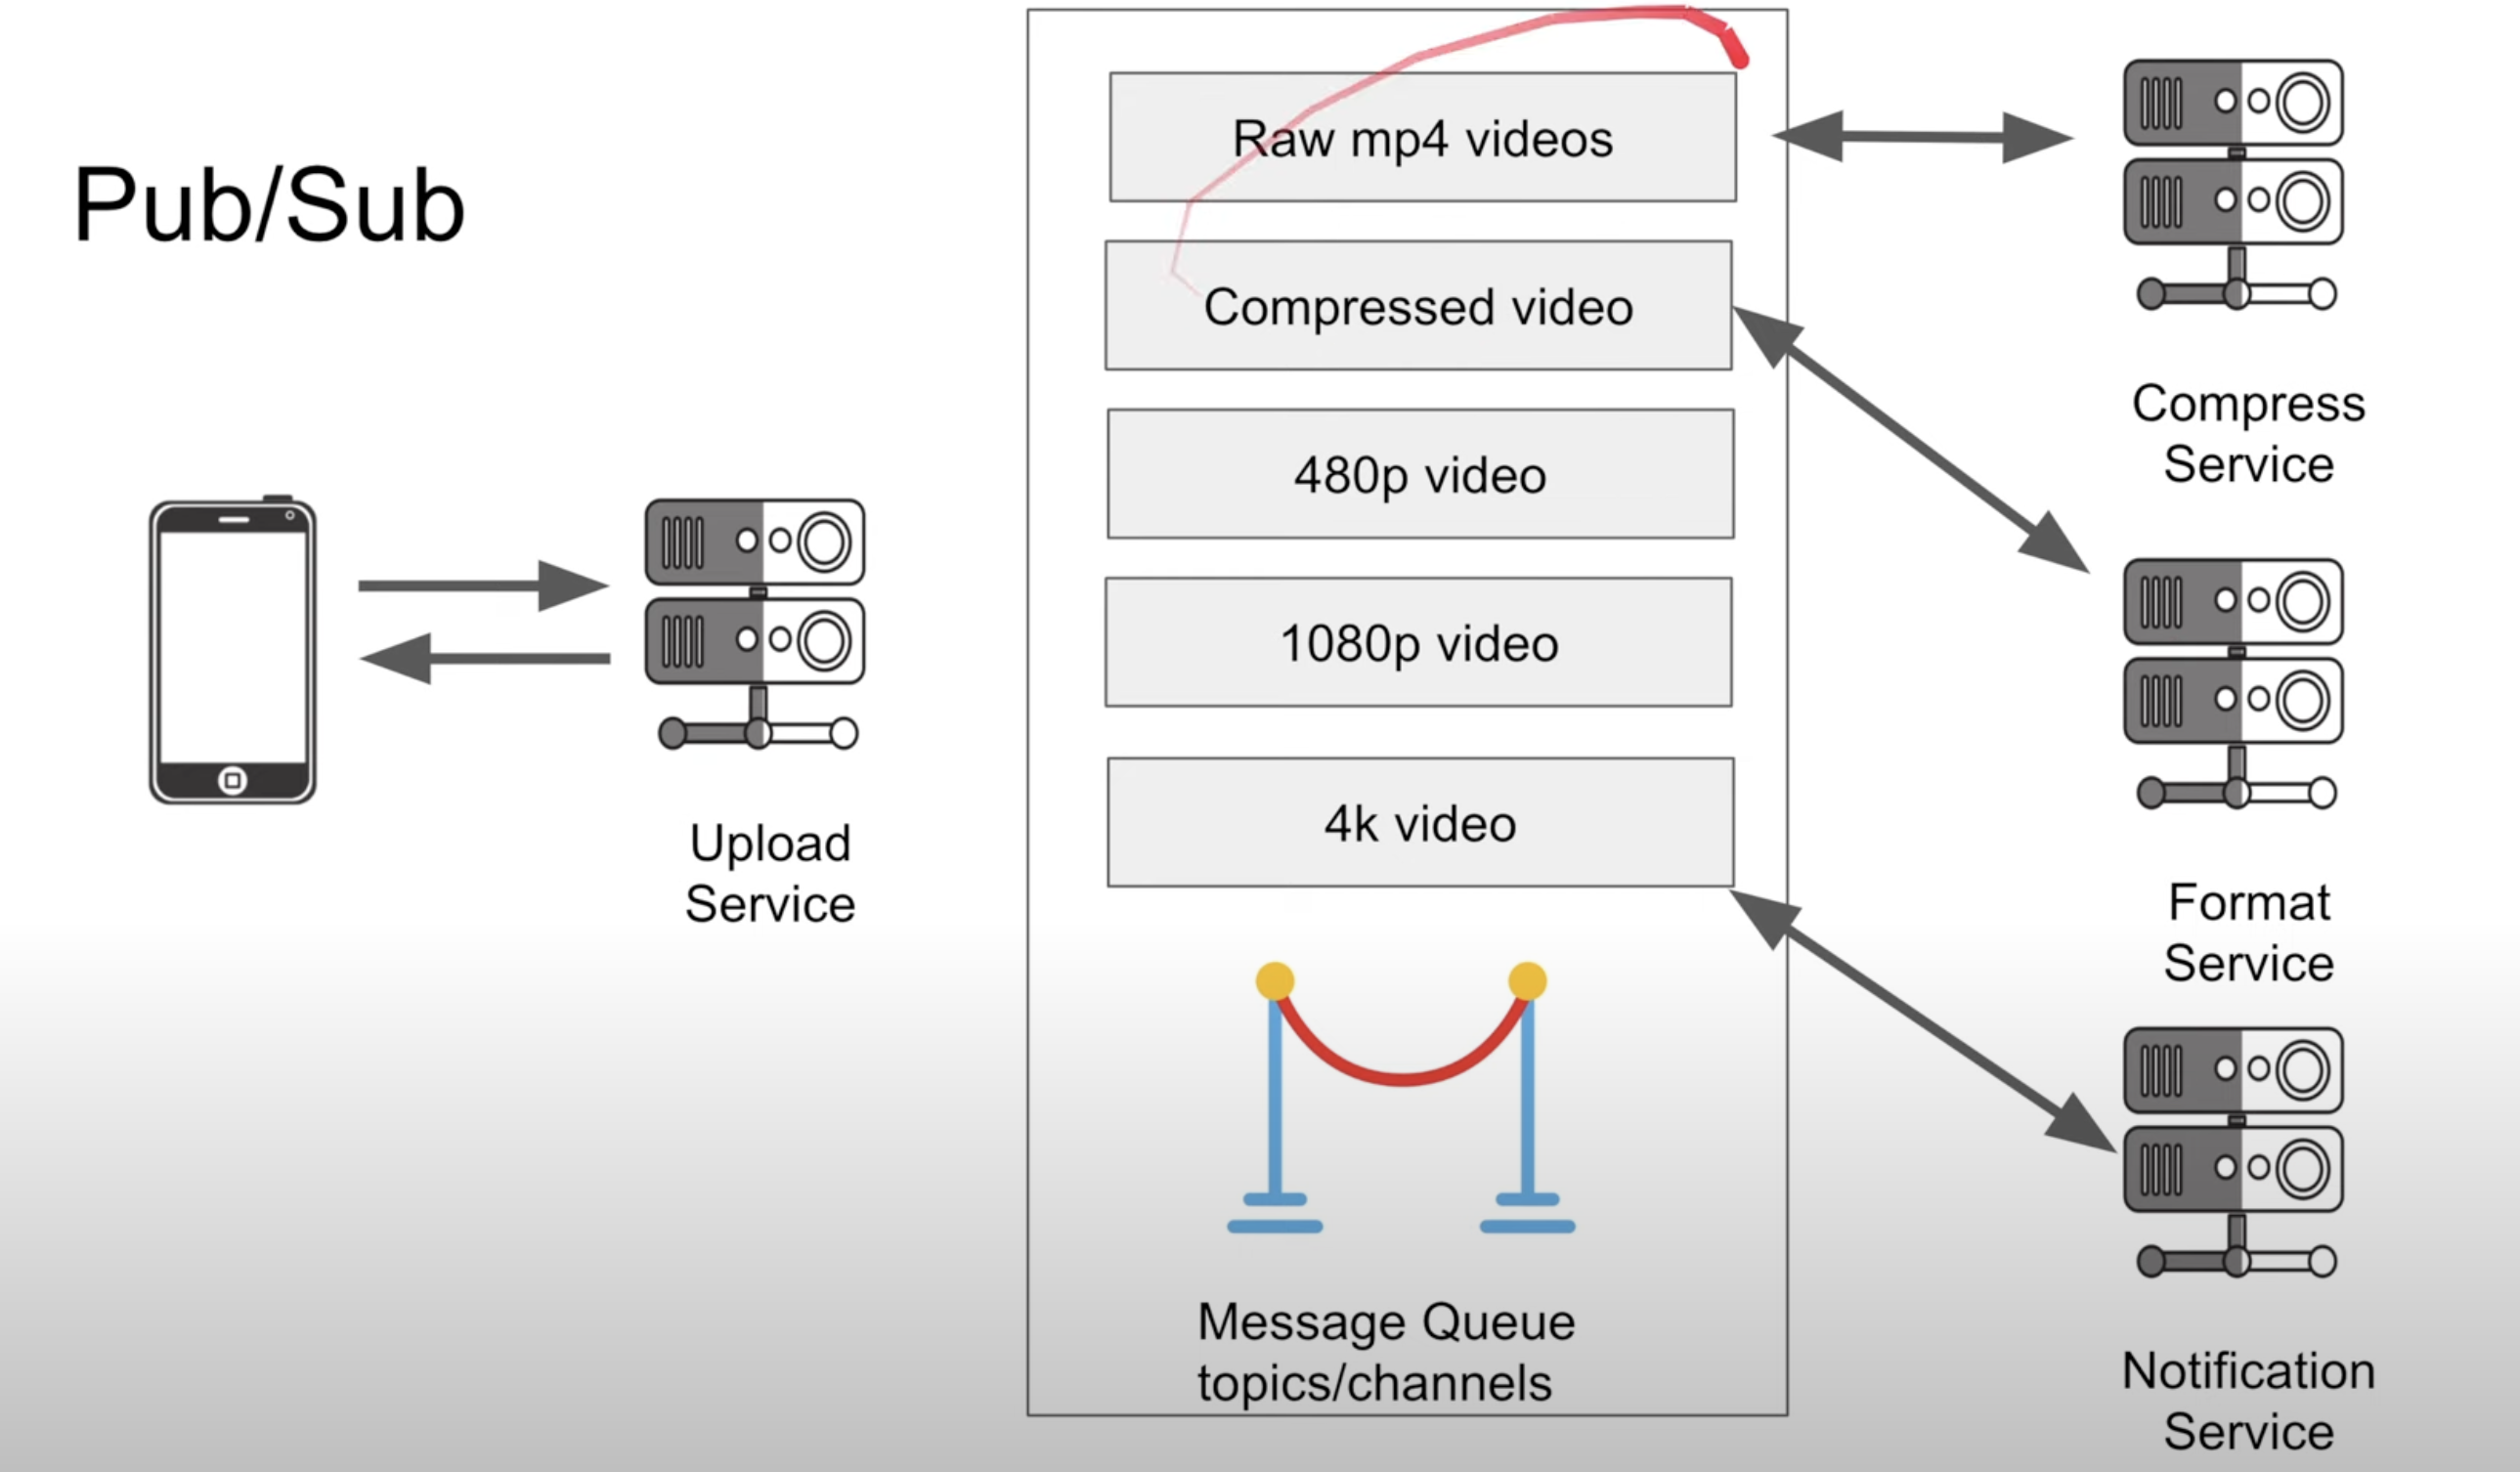 Pub/Sub
Upload
Service
Raw mp4 videos
Compressed video
480p video
1080p video
4k video
Message Queue
topics/channels
Compress
Service
Format
Service
Notification
Service